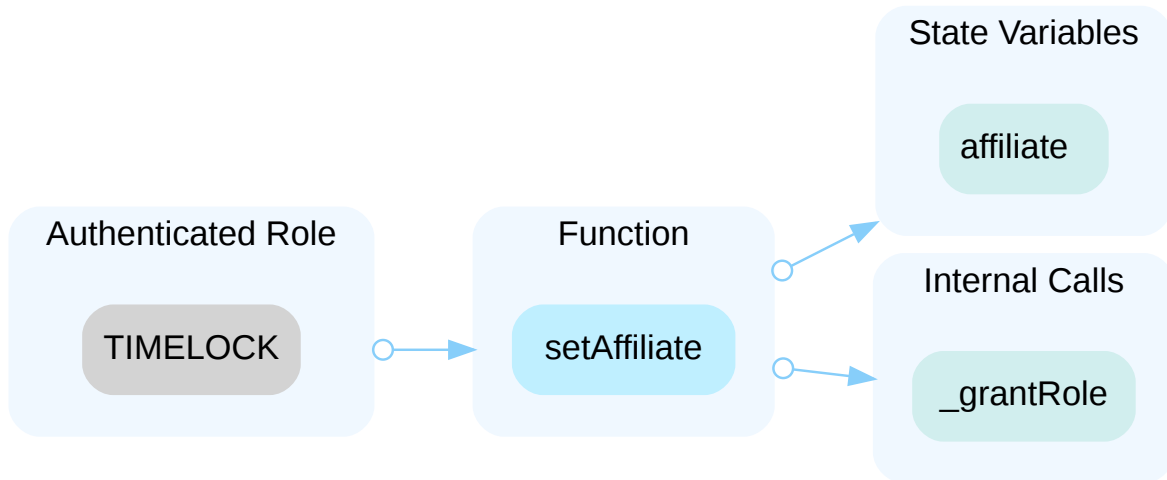 Authenticated Role
TIMELOCK
Function
setAffiliate
State Variables
affiliate
Internal Calls
_grantRole